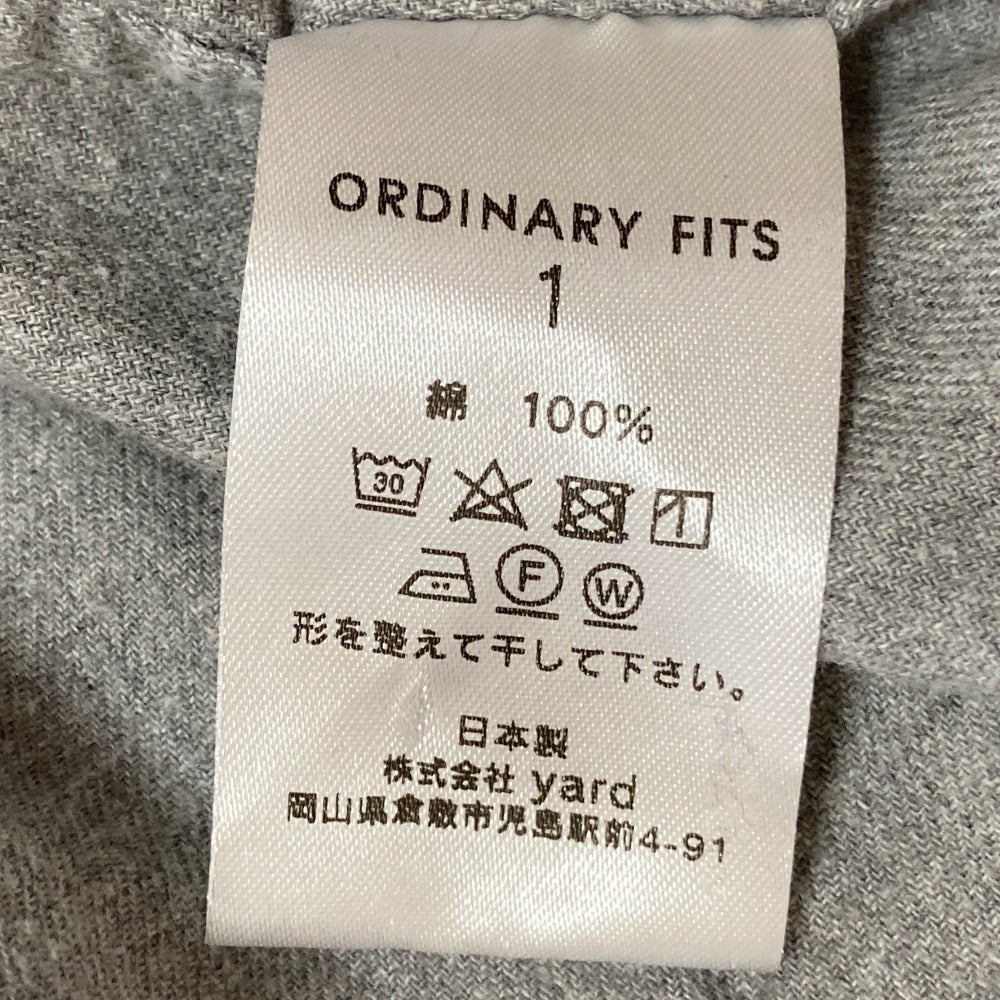 ORDINARY FITS
1
綿 100%
30
F W
形を整えて干して下さい。
日本製
株式会社 yard
岡山県倉敷市児島駅前4-91